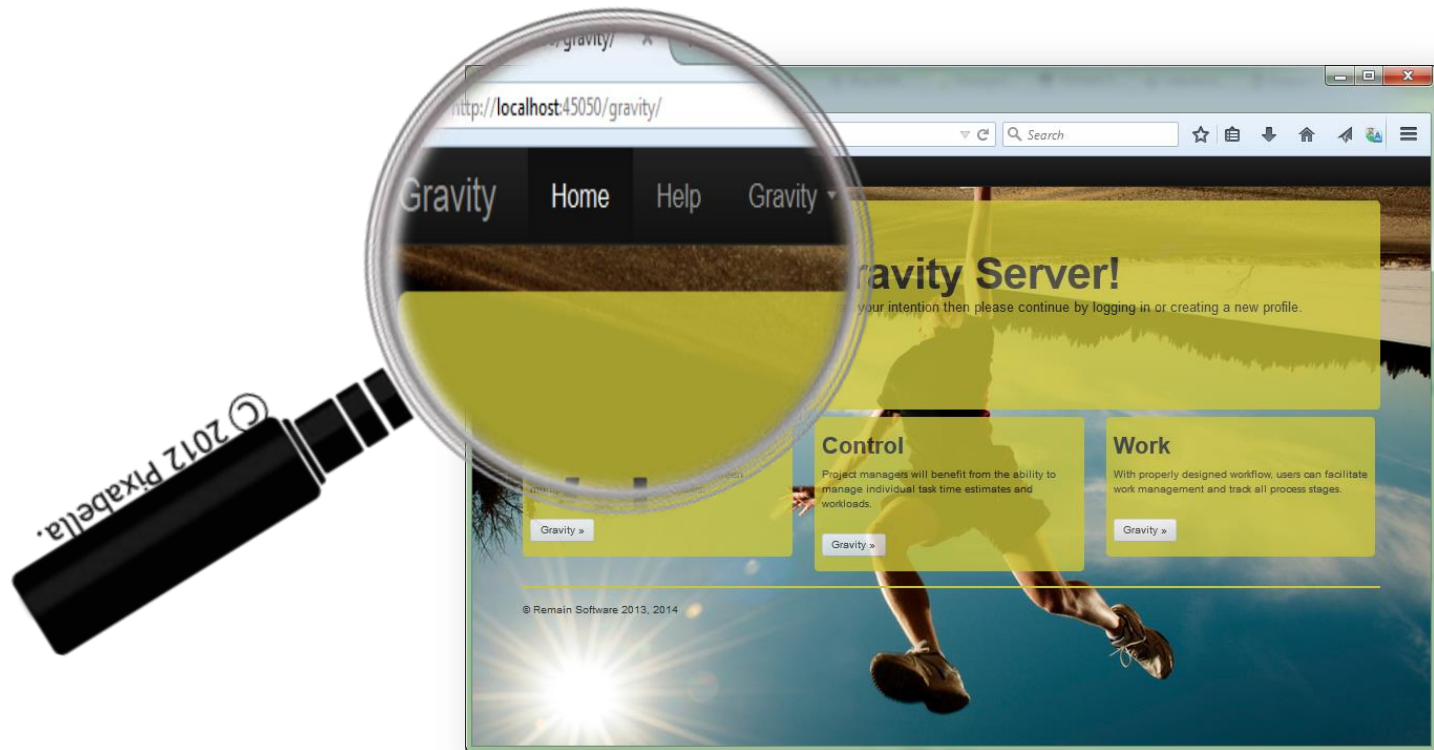 /gravity/
http://localhost:45050/gravity/
Search
Gravity Home Help Gravity
ravity Server!
your intention then please continue by logging in or creating a new profile.
Control
Project managers will benefit from the ability to
manage individual task time estimates and
workloads.
Gravity »
Work
With properly designed workflow, users can facilitate
work management and track all process stages.
Gravity »
Gravity »
© Remain Software 2013, 2014
© 2012 Pixabella.